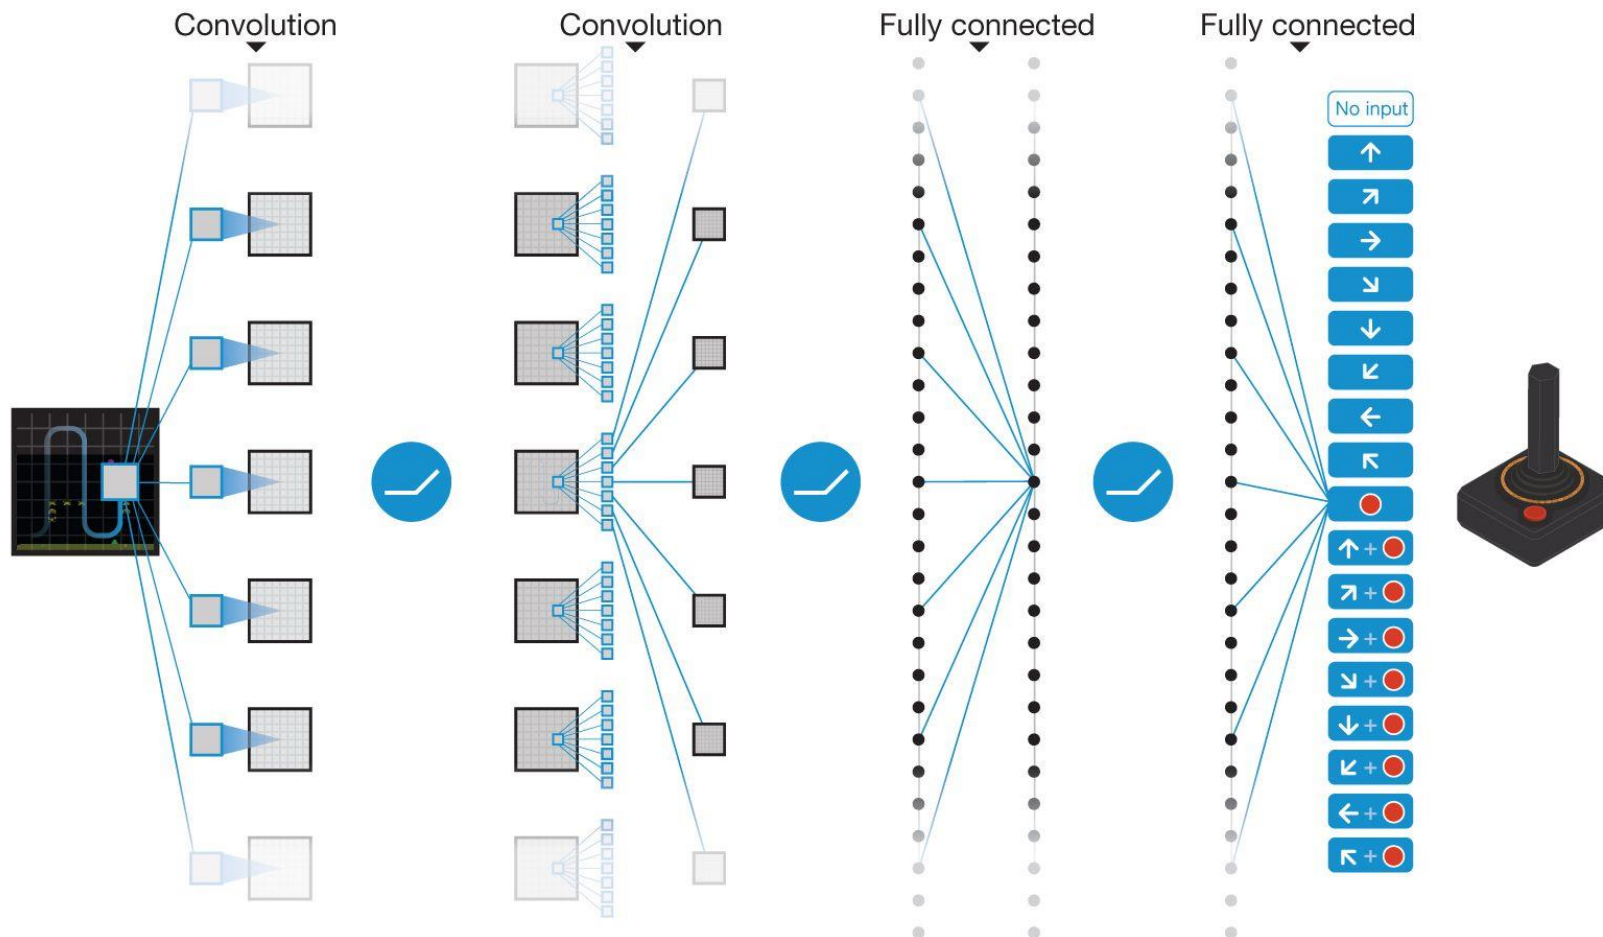 Convolution
Convolution
Fully connected
Fully connected
No input
+
+
+
+
+
+
+
+